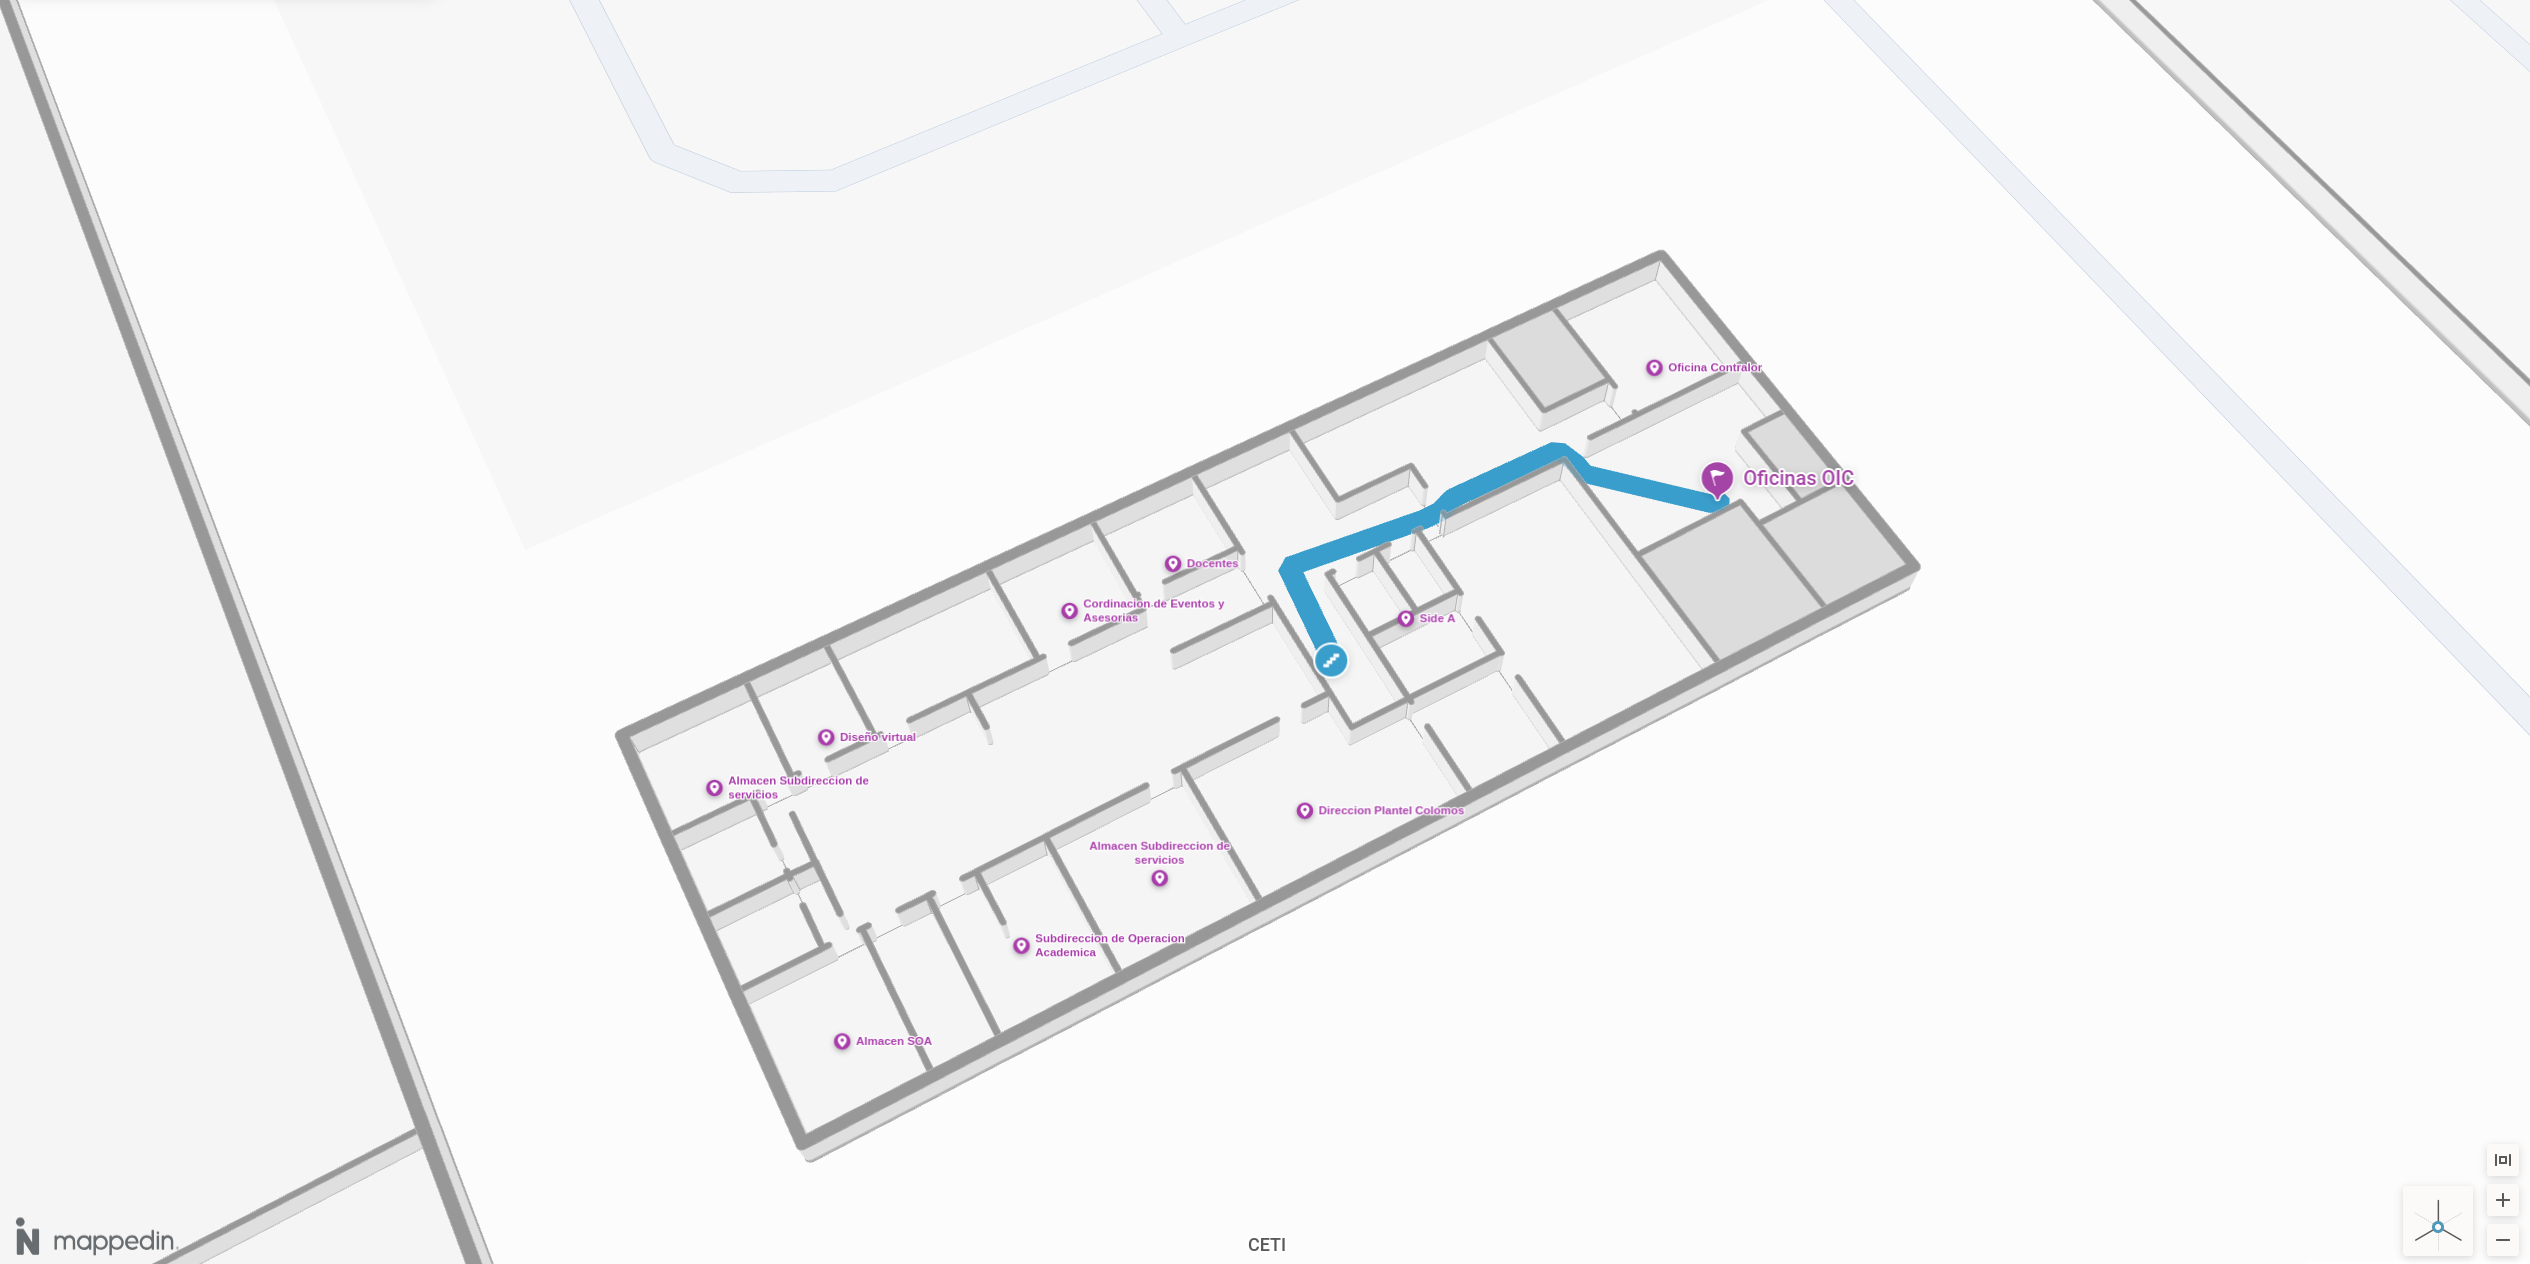 Oficina Contralor
Oficinas OIC
Docentes
Cordinacion de Eventos y
Asesorias
Side A
Diseño virtual
Almacen Subdireccion de
servicios
Direccion Plantel Colomos
Almacen Subdireccion de
servicios
Subdireccion de Operacion
Academica
Almacen SOA
mappedin.
CETI